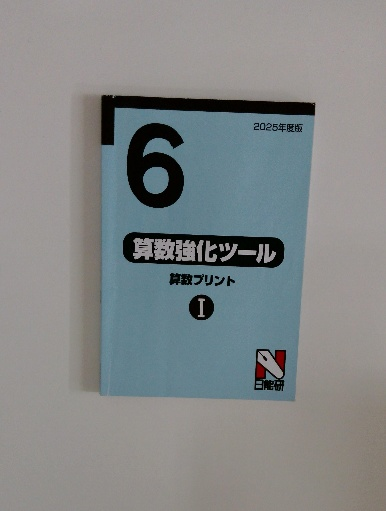 6
2025年度版
算数強化ツール
算数プリント
I
N
日能研